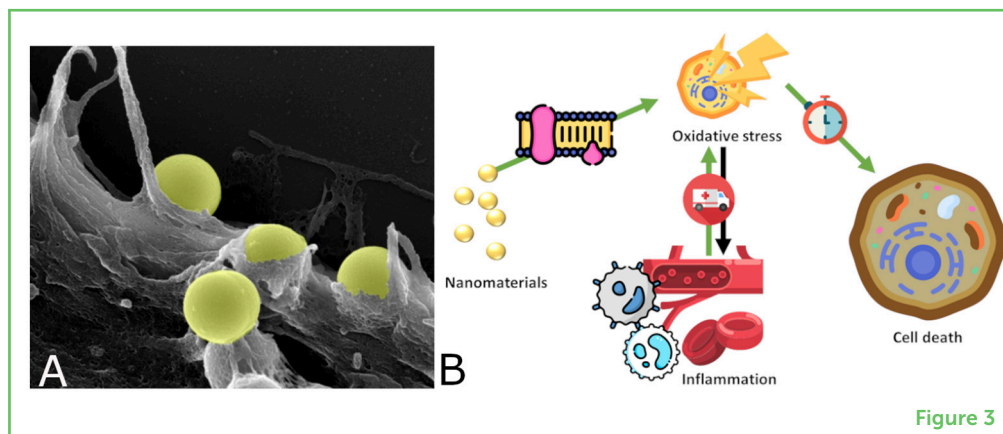 A
B
Nanomaterials
Oxidative stress
Inflammation
Cell death
Figure 3